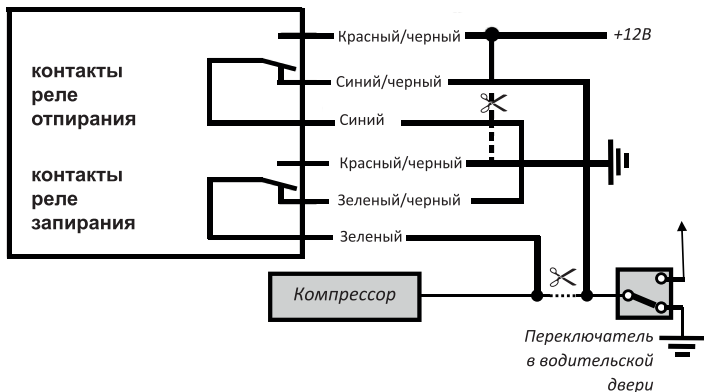 контакты
реле
отпирания
контакты
реле
запирания
Красный/черный
+12В
Синий/черный
Синий
Красный/черный
Зеленый/черный
Зеленый
Компрессор
Переключатель
в водительской
двери